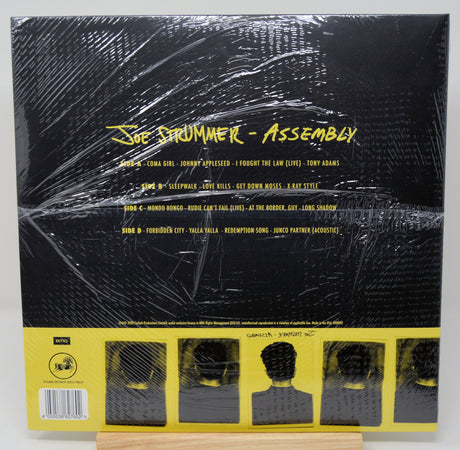 JOE STRUMMER - ASSEMBLY
SIDE A - COMA GIRL - JOHNNY APPLESEED - I FOUGHT THE LAW (LIVE) - TONY ADAMS
SIDE B - SLEEPWALK - LOVE KILLS - GET DOWN MOSES - X-RAY STYLE
SIDE C - MONDO BONGO - RUDIE CAN'T FAIL (LIVE) - AT THE BORDER, GUY - LONG SHADOW
SIDE D - FORBIDDEN CITY - YALLA YALLA - REDEMPTION SONG - JUNCO PARTNER (ACOUSTIC)
BMG
DARK HORSE RECORDS